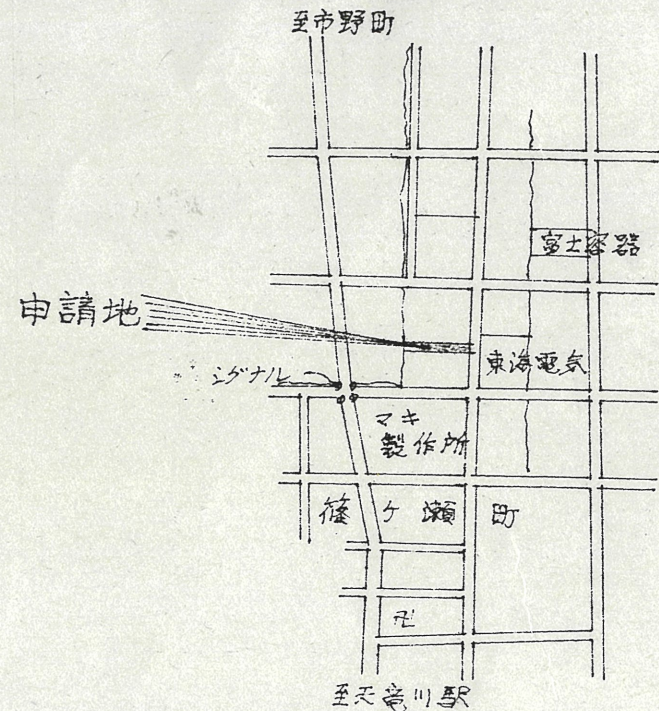 至市野町
富士容器
申請地
東海電気
シグナル
マキ
製作所
篠ヶ瀬町
卍
至天竜川駅